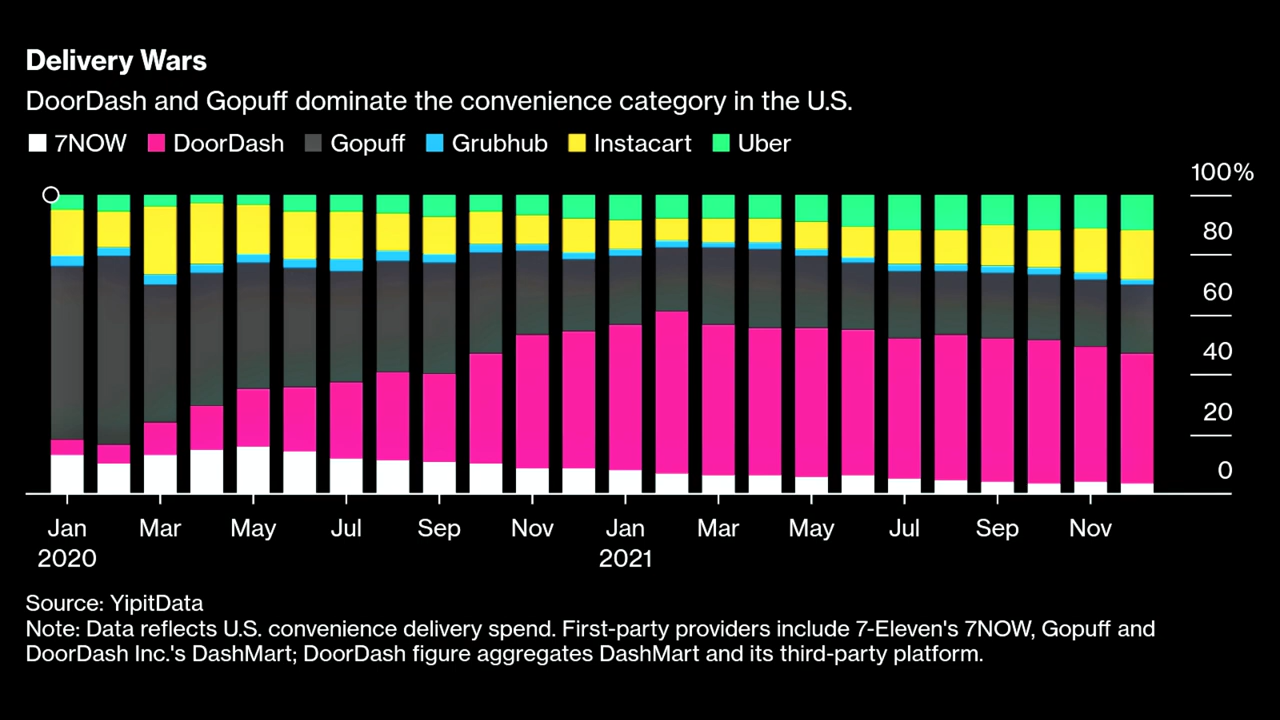 Delivery Wars
DoorDash and Gopuff dominate the convenience category in the U.S.
7NOW DoorDash Gopuff Grubhub Instacart Uber
100%
80
60
40
20
0
Jan Mar May Jul Sep Nov Jan Mar May Jul Sep Nov
2020 2021
Source: YipitData
Note: Data reflects U.S. convenience delivery spend. First-party providers include 7-Eleven's 7NOW, Gopuff and
DoorDash Inc.'s DashMart; DoorDash figure aggregates DashMart and its third-party platform.